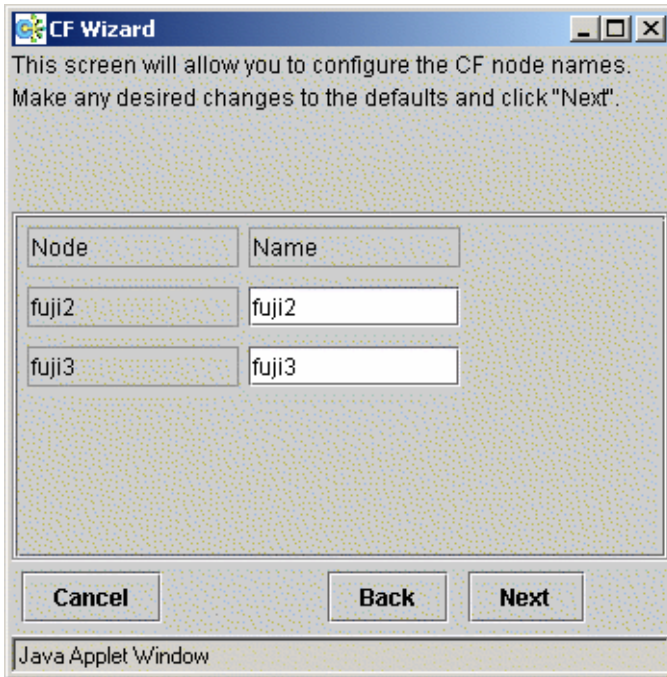 CF Wizard
This screen will allow you to configure the CF node names.
Make any desired changes to the defaults and click "Next".
Node Name
fuji2 fuji2
fuji3 fuji3
Cancel Back Next
Java Applet Window